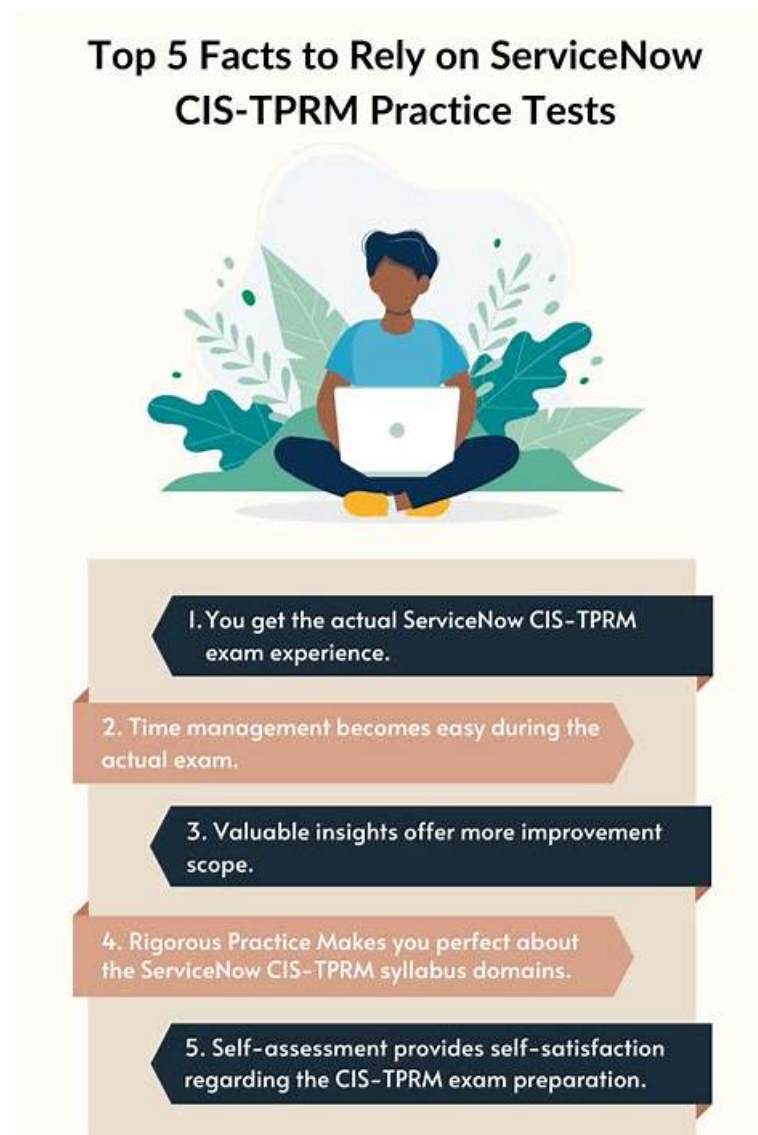 Top 5 Facts to Rely on ServiceNow
CIS-TPRM Practice Tests
1. You get the actual ServiceNow CIS-TPRM
exam experience.
2. Time management becomes easy during the
actual exam.
3. Valuable insights offer more improvement
scope.
4. Rigorous Practice Makes you perfect about
the ServiceNow CIS-TPRM syllabus domains.
5. Self-assessment provides self-satisfaction
regarding the CIS-TPRM exam preparation.